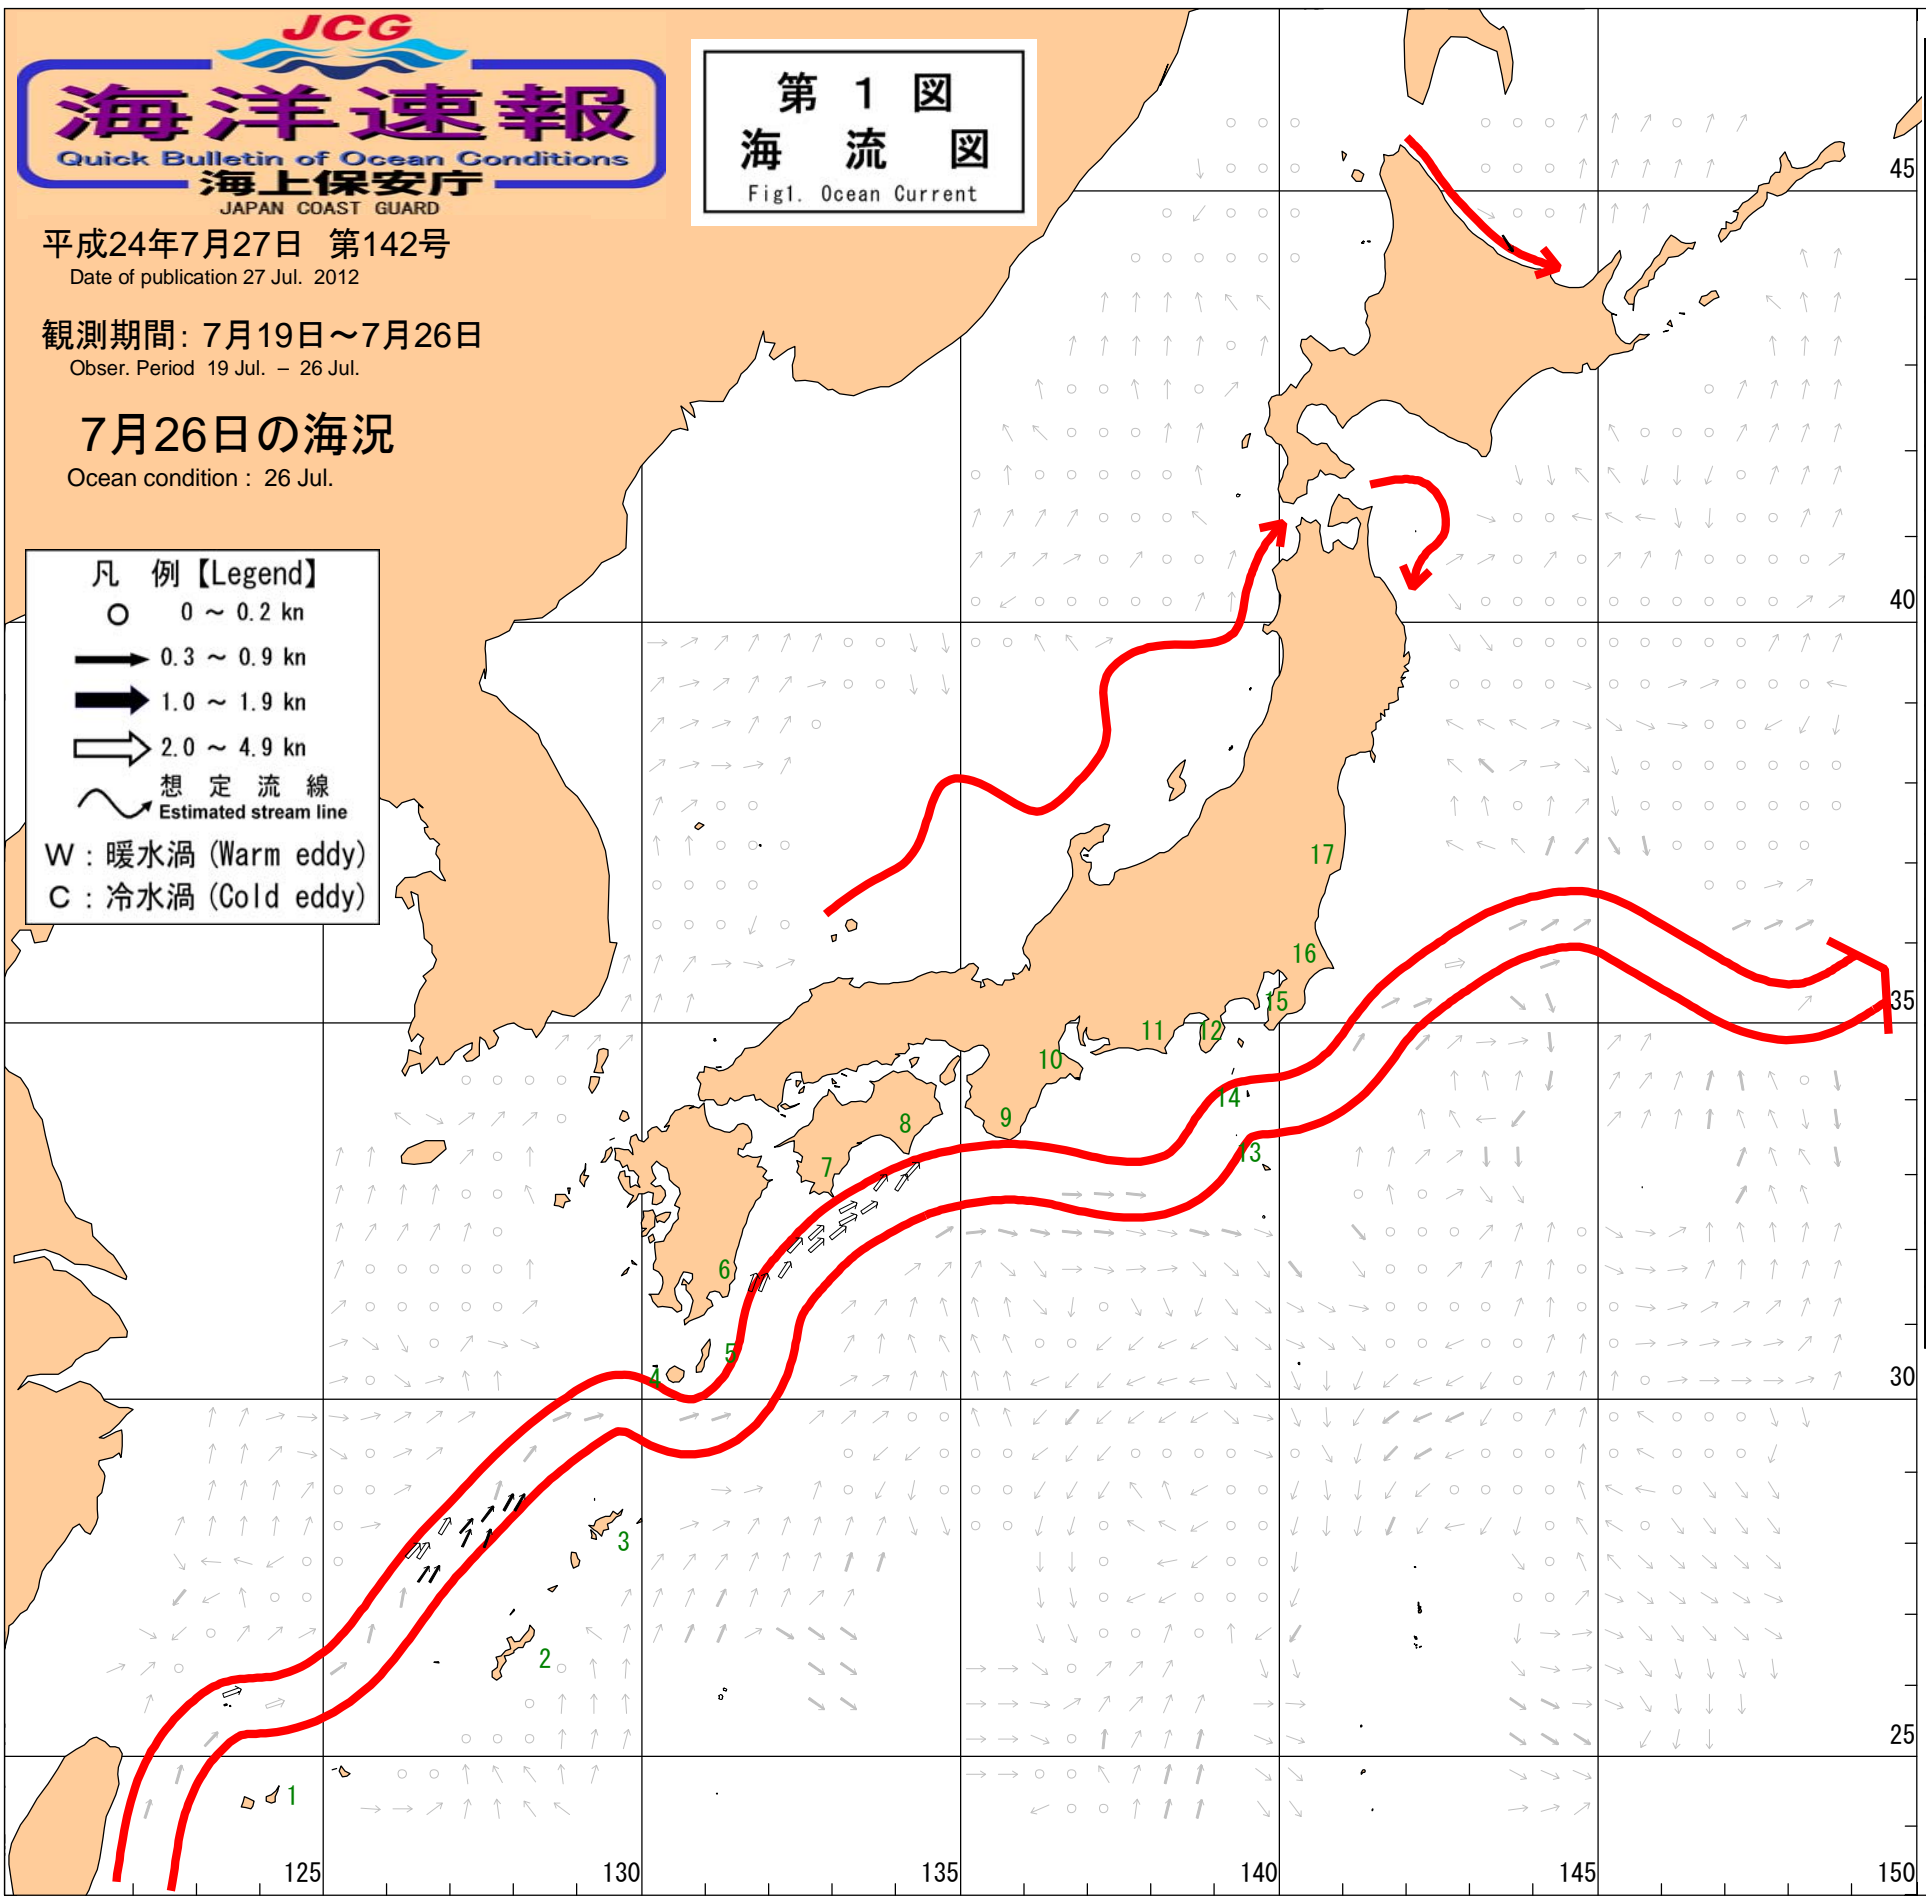 JCG
海洋速報
Quick Bulletin of Ocean Conditions
海上保安庁
JAPAN COAST GUARD
第 1 図
海 流 図
Fig1. Ocean Current
平成24年7月27日 第142号
Date of publication 27 Jul. 2012
観測期間: 7月19日～7月26日
Obser. Period 19 Jul. – 26 Jul.
7月26日の海況
Ocean condition : 26 Jul.
凡 例【Legend】
0 ～ 0.2 kn
0.3 ～ 0.9 kn
1.0 ～ 1.9 kn
2.0 ～ 4.9 kn
想 定 流 線
Estimated stream line
W : 暖水渦 (Warm eddy)
C : 冷水渦 (Cold eddy)
45
40
35
30
25
17
16
15
12
11
10
14
13
9
8
7
6
5
4
3
2
1
125
130
135
140
145
150